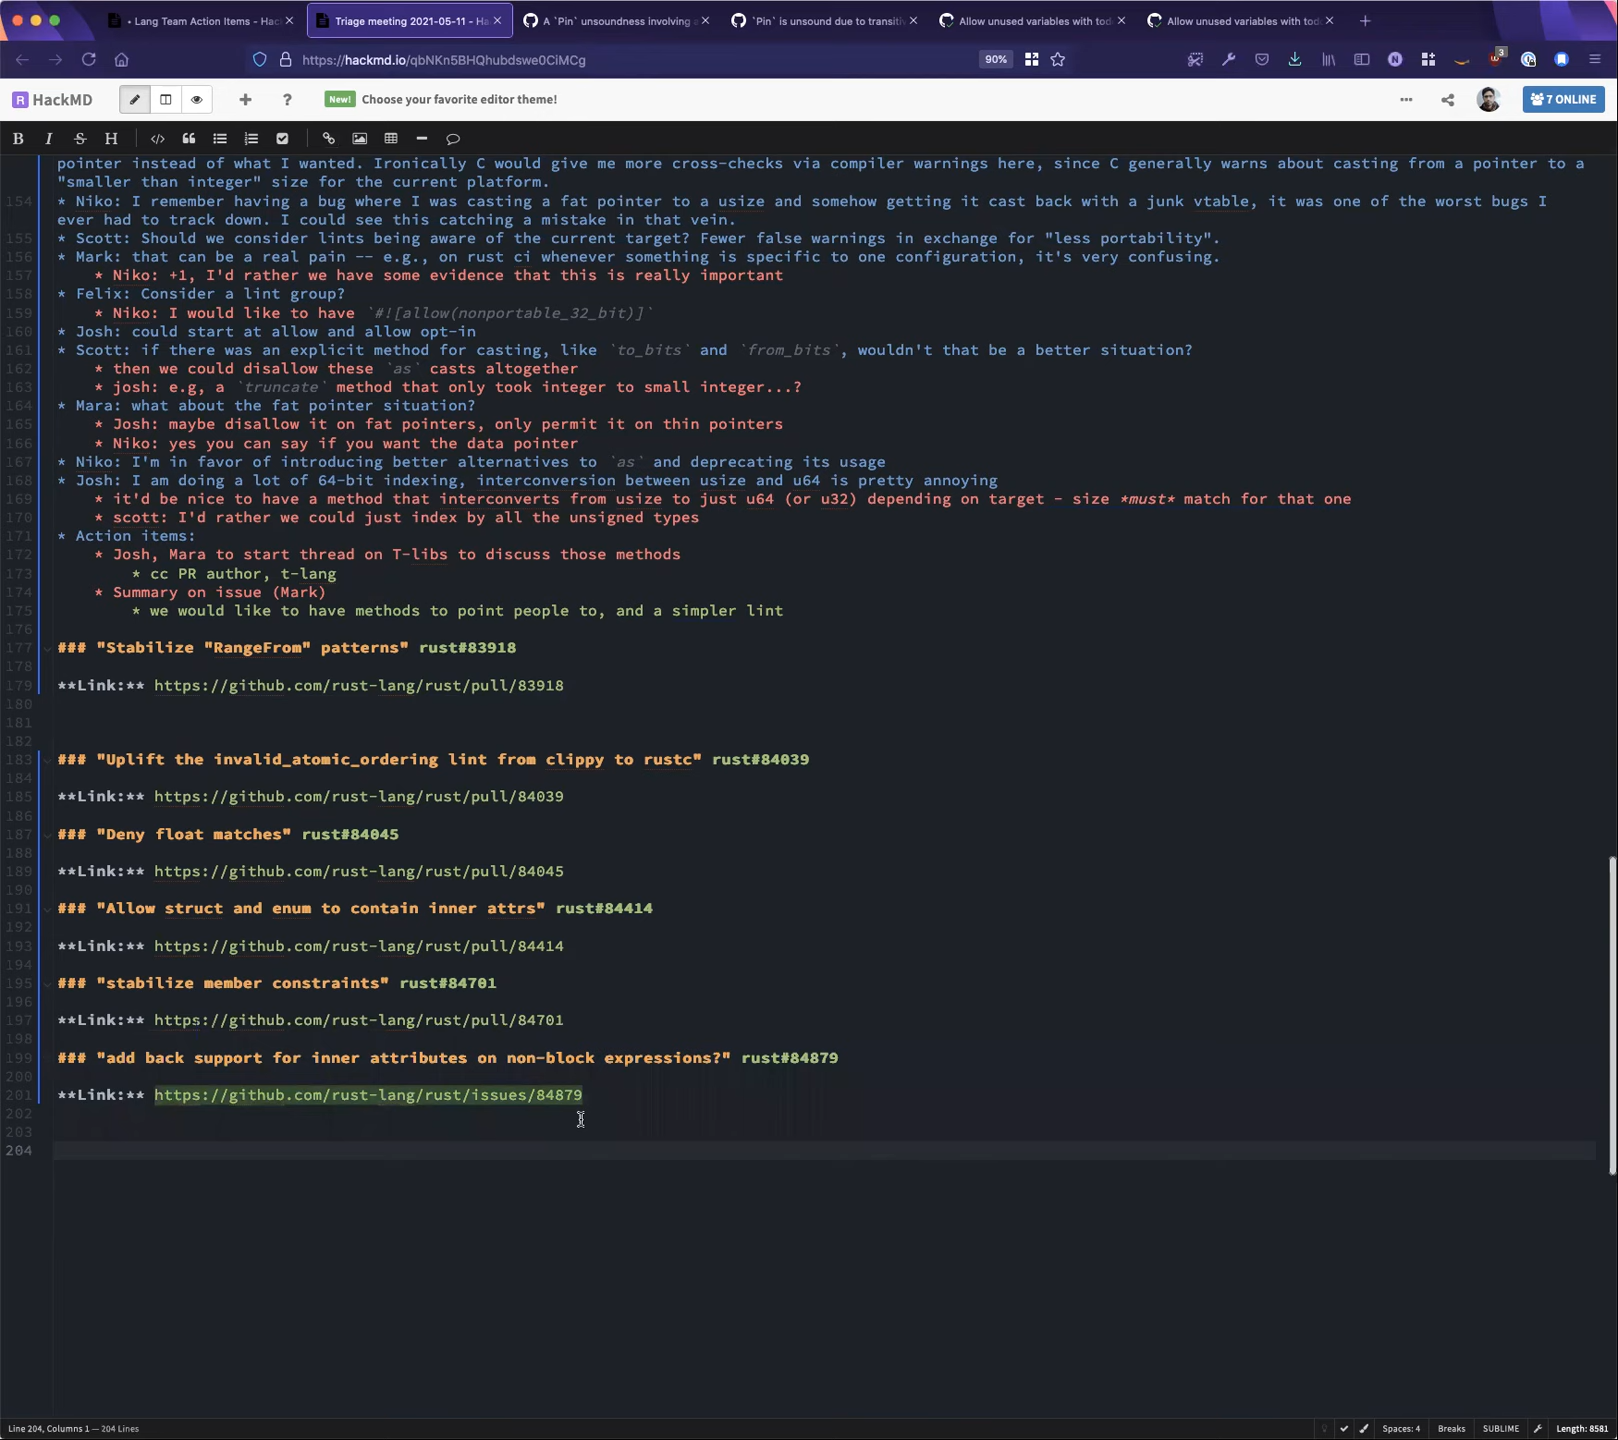 • Lang Team Action Items - Hac
Triage meeting 2021-05-11 - Ha
A `Pin` unsoundness involving
`Pin` is unsound due to transiti
Allow unused variables with tod
Allow unused variables with tod
https://hackmd.io/qbNKn5BHQhubdswe0CiMCg
90%
3
HackMD
New! Choose your favorite editor theme!
7 ONLINE
pointer instead of what I wanted. Ironically C would give me more cross-checks via compiler warnings here, since C generally warns about casting from a pointer to a
"smaller than integer" size for the current platform.
154 * Niko: I remember having a bug where I was casting a fat pointer to a usize and somehow getting it cast back with a junk vtable, it was one of the worst bugs I
ever had to track down. I could see this catching a mistake in that vein.
155 * Scott: Should we consider lints being aware of the current target? Fewer false warnings in exchange for "less portability".
156 * Mark: that can be a real pain -- e.g., on rust ci whenever something is specific to one configuration, it's very confusing.
157 * Niko: +1, I'd rather we have some evidence that this is really important
158 * Felix: Consider a lint group?
159 * Niko: I would like to have `#![allow(nonportable_32_bit)]`
160 * Josh: could start at allow and allow opt-in
161 * Scott: if there was an explicit method for casting, like `to_bits` and `from_bits`, wouldn't that be a better situation?
162 * then we could disallow these `as` casts altogether
163 * josh: e.g, a `truncate` method that only took integer to small integer...?
164 * Mara: what about the fat pointer situation?
165 * Josh: maybe disallow it on fat pointers, only permit it on thin pointers
166 * Niko: yes you can say if you want the data pointer
167 * Niko: I'm in favor of introducing better alternatives to `as` and deprecating its usage
168 * Josh: I am doing a lot of 64-bit indexing, interconversion between usize and u64 is pretty annoying
169 * it'd be nice to have a method that interconverts from usize to just u64 (or u32) depending on target - size *must* match for that one
170 * scott: I'd rather we could just index by all the unsigned types
171 * Action items:
172 * Josh, Mara to start thread on T-libs to discuss those methods
173 * cc PR author, t-lang
174 * Summary on issue (Mark)
175 * we would like to have methods to point people to, and a simpler lint
176
177 ### "Stabilize "RangeFrom" patterns" rust#83918
178
179 **Link:** https://github.com/rust-lang/rust/pull/83918
180
181
182
183 ### "Uplift the invalid_atomic_ordering lint from clippy to rustc" rust#84039
184
185 **Link:** https://github.com/rust-lang/rust/pull/84039
186
187 ### "Deny float matches" rust#84045
188
189 **Link:** https://github.com/rust-lang/rust/pull/84045
190
191 ### "Allow struct and enum to contain inner attrs" rust#84414
192
193 **Link:** https://github.com/rust-lang/rust/pull/84414
194
195 ### "stabilize member constraints" rust#84701
196
197 **Link:** https://github.com/rust-lang/rust/pull/84701
198
199 ### "add back support for inner attributes on non-block expressions?" rust#84879
200
201 **Link:** https://github.com/rust-lang/rust/issues/84879
202
203
204
Line 204, Columns 1 — 204 Lines
Spaces: 4
Breaks
SUBLIME
Length: 8581